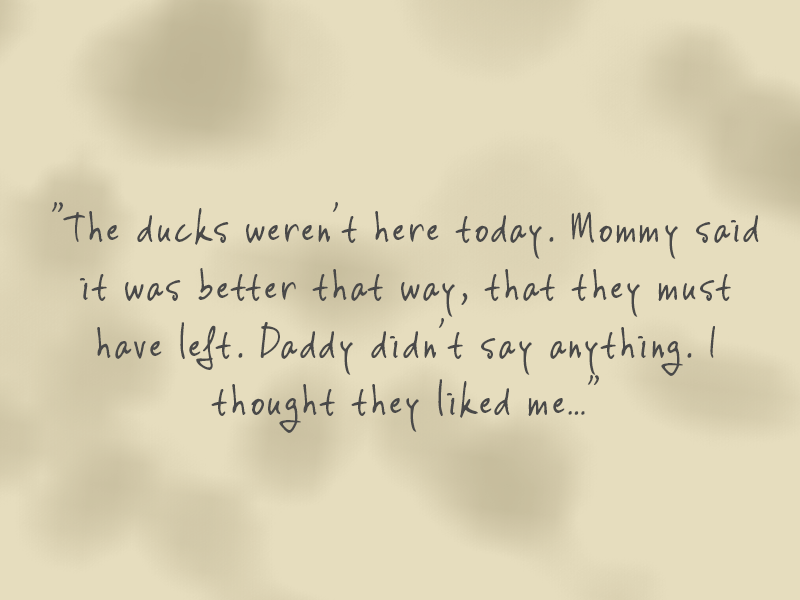 ”The ducks weren’t here today. Mommy said
it was better that way, that they must
have left. Daddy didn’t say anything. I
thought they liked me...”